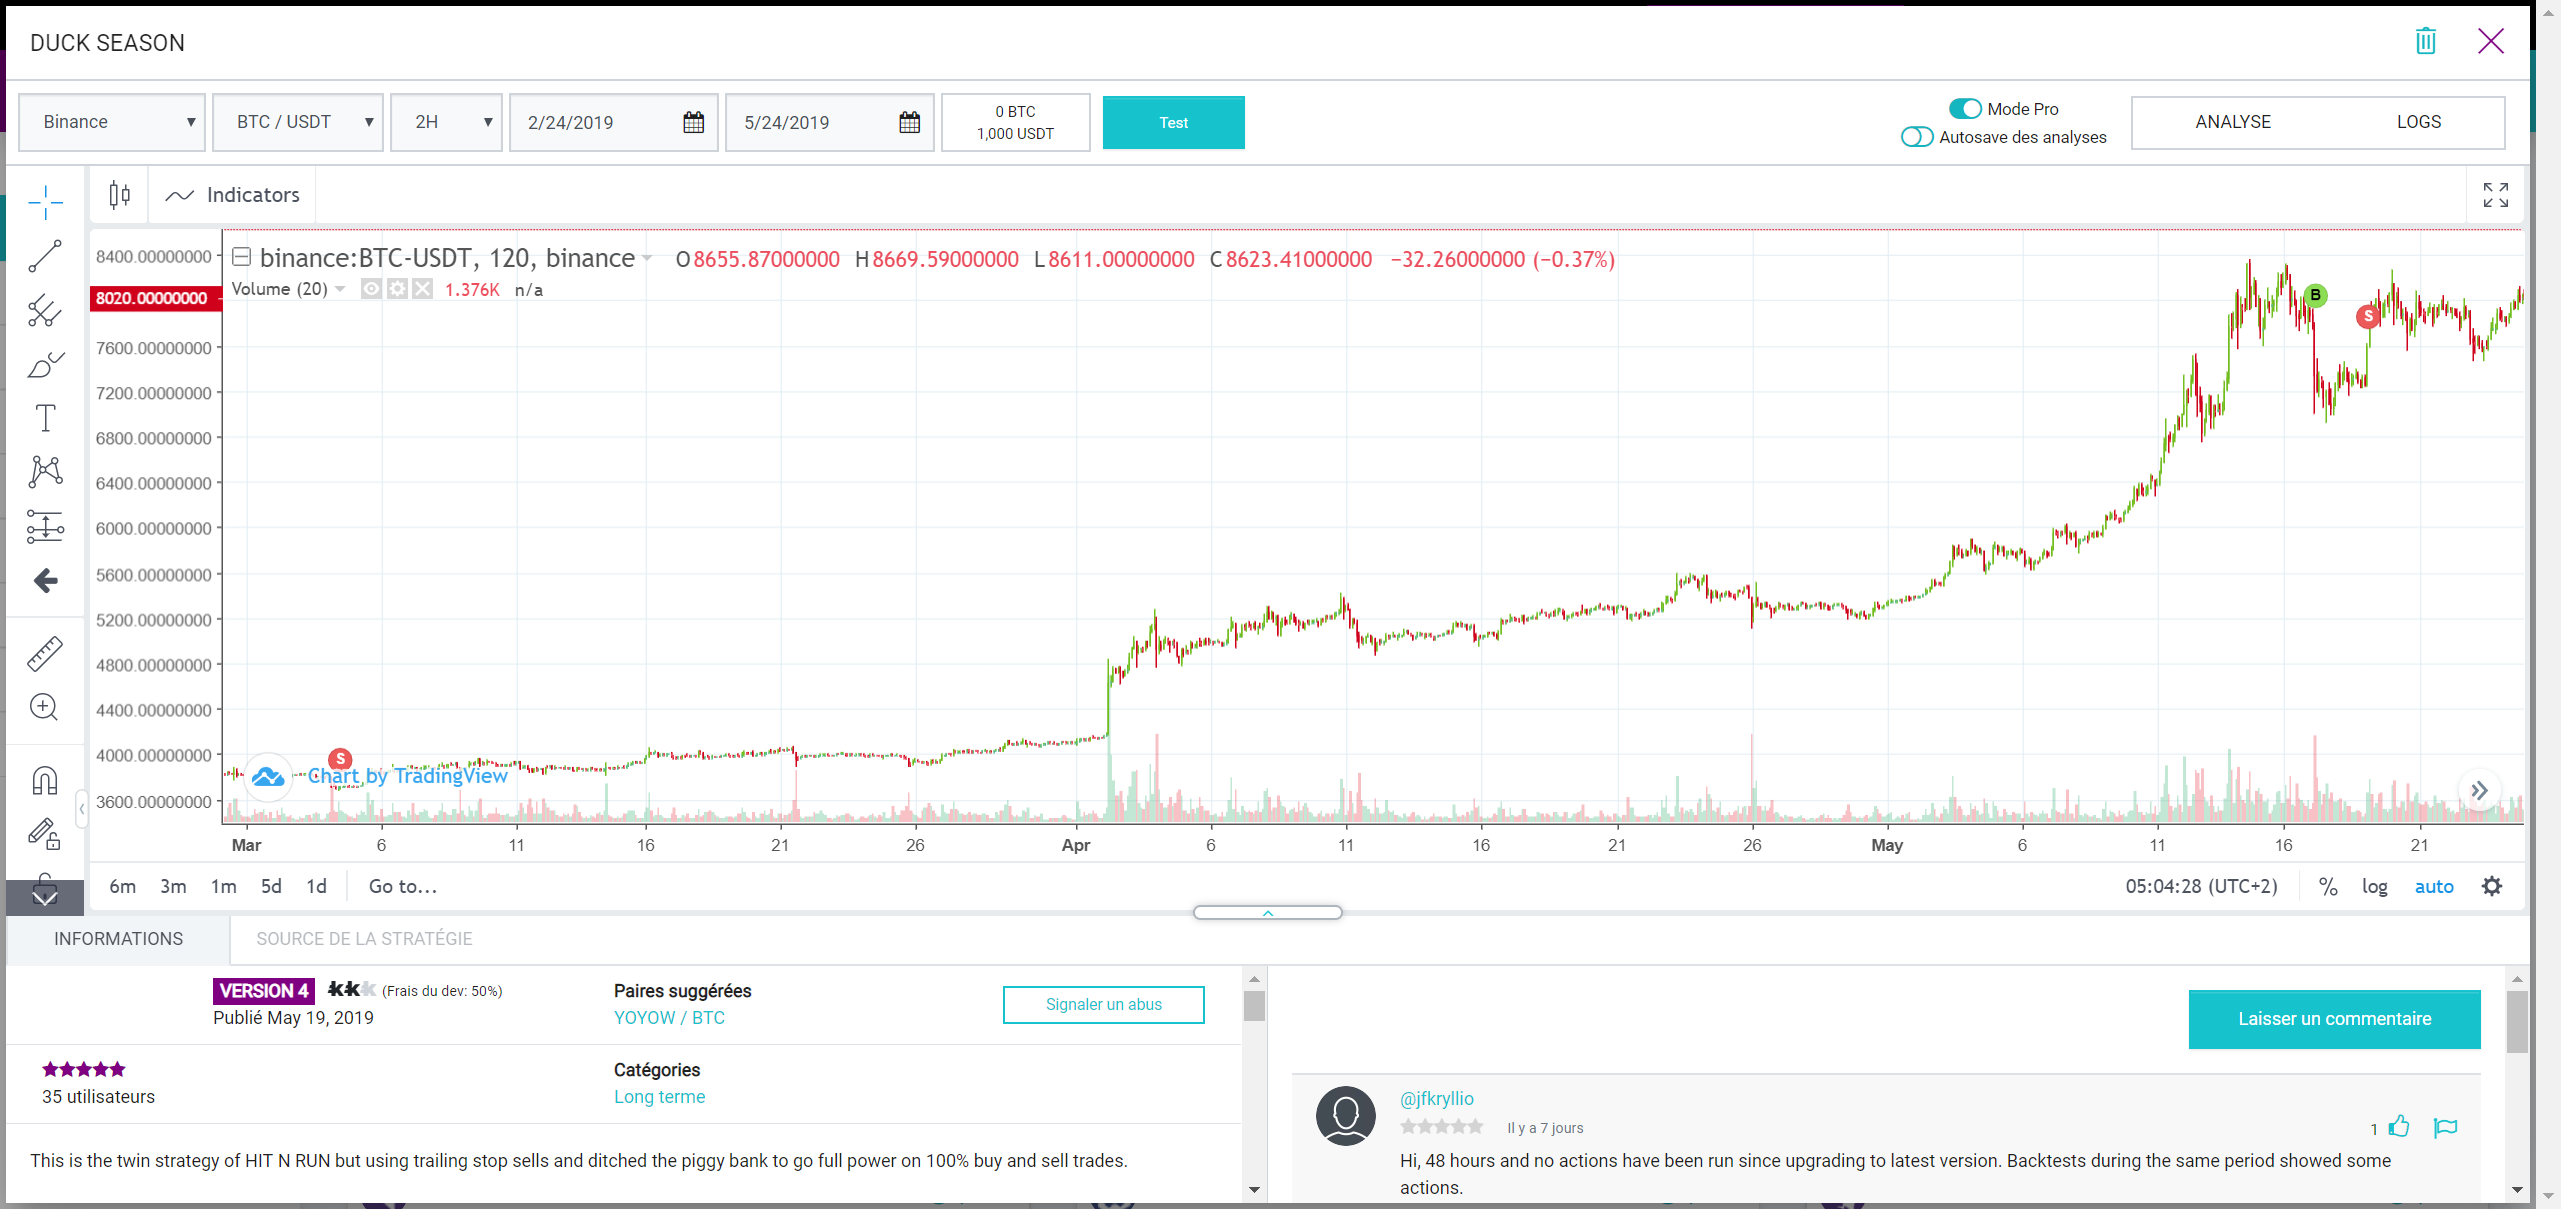 DUCK SEASON
Binance
BTC / USDT
2H
2/24/2019
5/24/2019
0 BTC
1,000 USDT
Test
Mode Pro
Autosave des analyses
ANALYSE
LOGS
Indicators
binance:BTC-USDT, 120, binance O8655.87000000 H8669.59000000 L8611.00000000 C8623.41000000 −32.26000000 (−0.37%)
Volume (20) 1.376K n/a
8400.00000000
8020.00000000
7600.00000000
7200.00000000
6800.00000000
6400.00000000
6000.00000000
5600.00000000
5200.00000000
4800.00000000
4400.00000000
4000.00000000
3600.00000000
B
S
S
Chart by TradingView
Mar 6 11 16 21 26 Apr 6 11 16 21 26 May 6 11 16 21
6m 3m 1m 5d 1d Go to...
05:04:28 (UTC+2) % log auto
INFORMATIONS
SOURCE DE LA STRATÉGIE
VERSION 4 (Frais du dev: 50%)
Publié May 19, 2019
Paires suggérées
YOYOW / BTC
Signaler un abus
35 utilisateurs
Catégories
Long terme
This is the twin strategy of HIT N RUN but using trailing stop sells and ditched the piggy bank to go full power on 100% buy and sell trades.
Laisser un commentaire
@jfkryllio
Il y a 7 jours
1
Hi, 48 hours and no actions have been run since upgrading to latest version. Backtests during the same period showed some
actions.